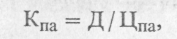 Кпа = Д/Цпа,